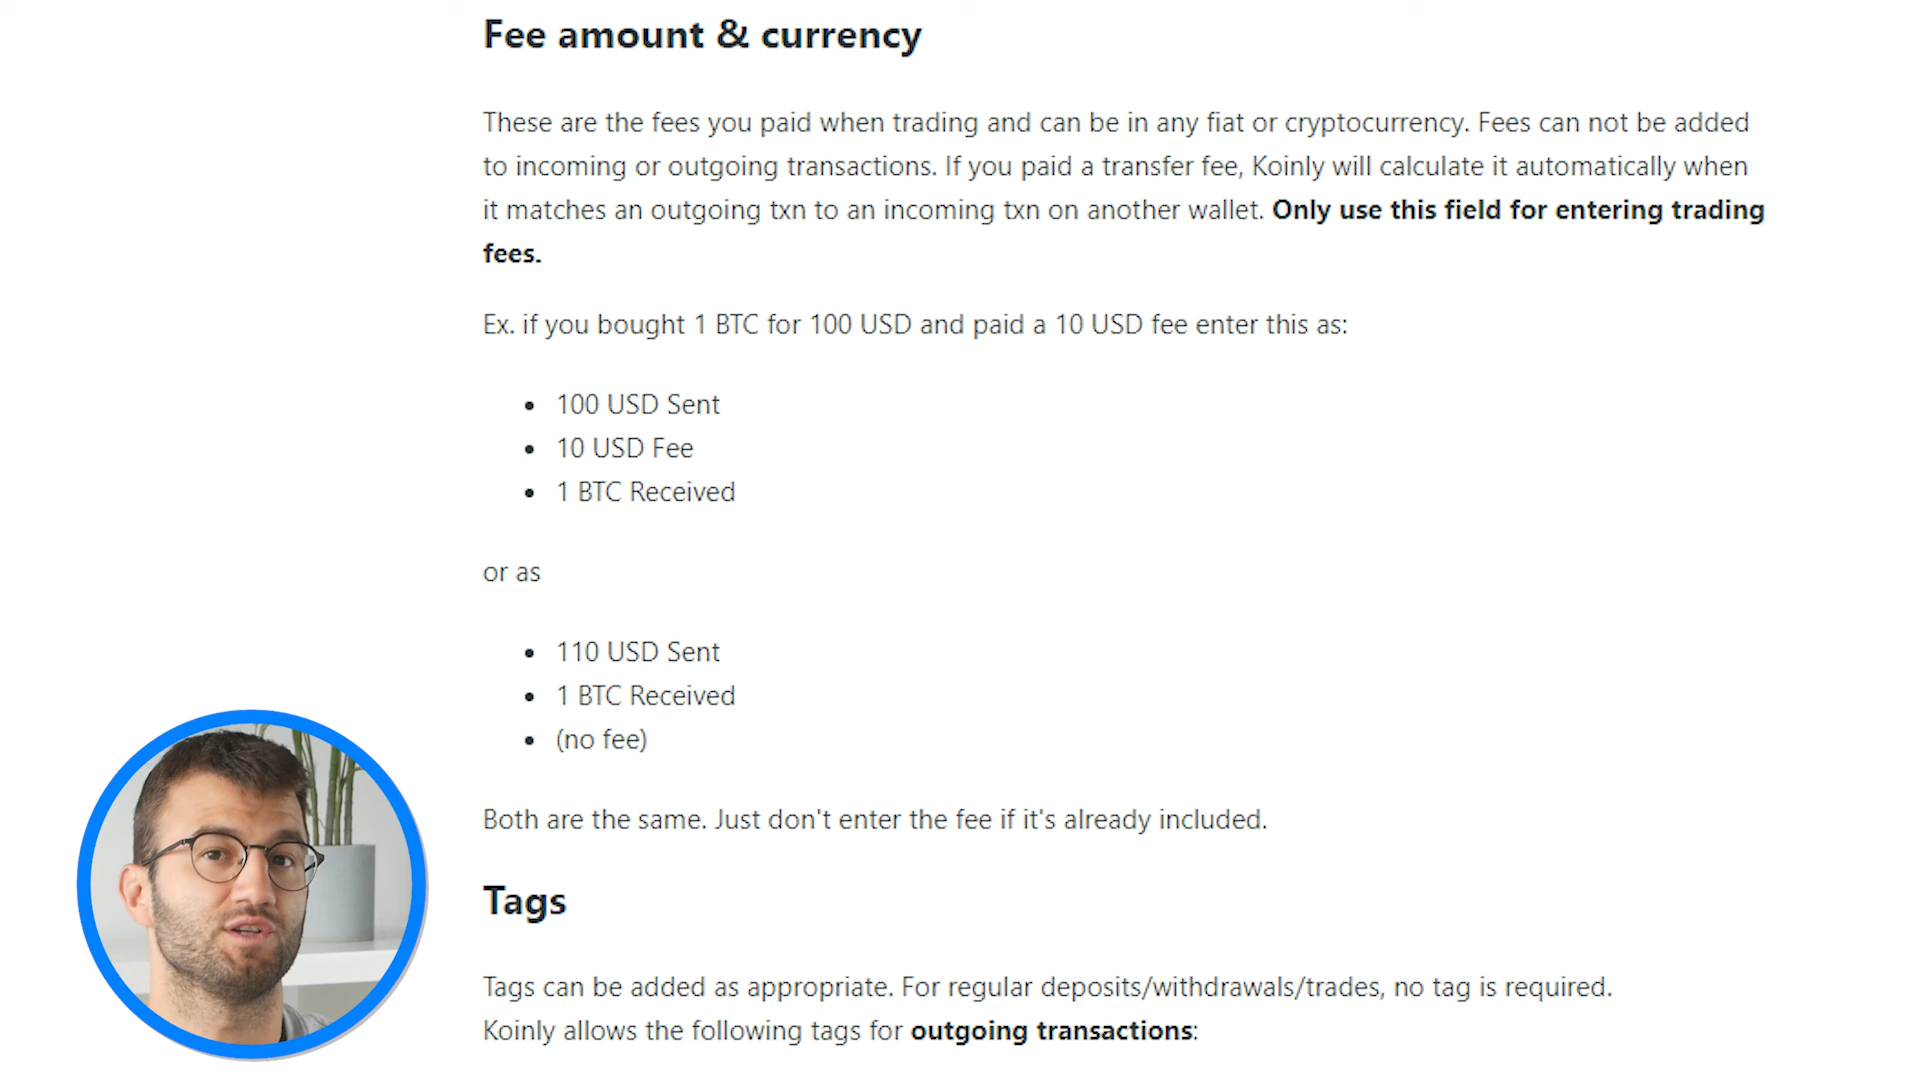 Fee amount & currency
These are the fees you paid when trading and can be in any fiat or cryptocurrency. Fees can not be added
to incoming or outgoing transactions. If you paid a transfer fee, Koinly will calculate it automatically when
it matches an outgoing txn to an incoming txn on another wallet. Only use this field for entering trading
fees.
Ex. if you bought 1 BTC for 100 USD and paid a 10 USD fee enter this as:
• 100 USD Sent
• 10 USD Fee
• 1 BTC Received
or as
• 110 USD Sent
• 1 BTC Received
• (no fee)
Both are the same. Just don't enter the fee if it's already included.
Tags
Tags can be added as appropriate. For regular deposits/withdrawals/trades, no tag is required.
Koinly allows the following tags for outgoing transactions: